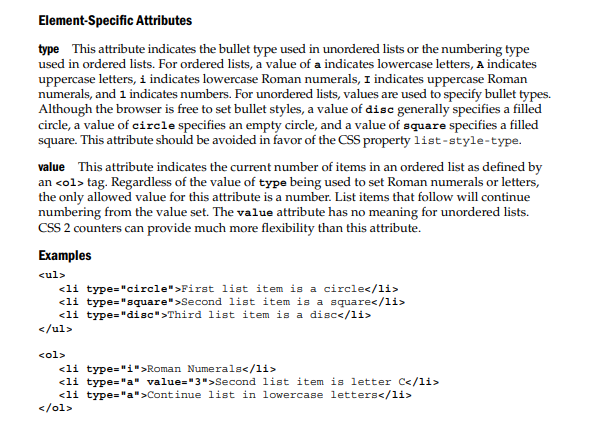 Element-Specific Attributes
type This attribute indicates the bullet type used in unordered lists or the numbering type
used in ordered lists. For ordered lists, a value of a indicates lowercase letters, A indicates
uppercase letters, i indicates lowercase Roman numerals, I indicates uppercase Roman
numerals, and 1 indicates numbers. For unordered lists, values are used to specify bullet types.
Although the browser is free to set bullet styles, a value of disc generally specifies a filled
circle, a value of circle specifies an empty circle, and a value of square specifies a filled
square. This attribute should be avoided in favor of the CSS property list-style-type.
value This attribute indicates the current number of items in an ordered list as defined by
an <ol> tag. Regardless of the value of type being used to set Roman numerals or letters,
the only allowed value for this attribute is a number. List items that follow will continue
numbering from the value set. The value attribute has no meaning for unordered lists.
CSS 2 counters can provide much more flexibility than this attribute.
Examples
<ul>
<li type="circle">First list item is a circle</li>
<li type="square">Second list item is a square</li>
<li type="disc">Third list item is a disc</li>
</ul>
<ol>
<li type="i">Roman Numerals</li>
<li type="a" value="3">Second list item is letter C</li>
<li type="a">Continue list in lowercase letters</li>
</ol>